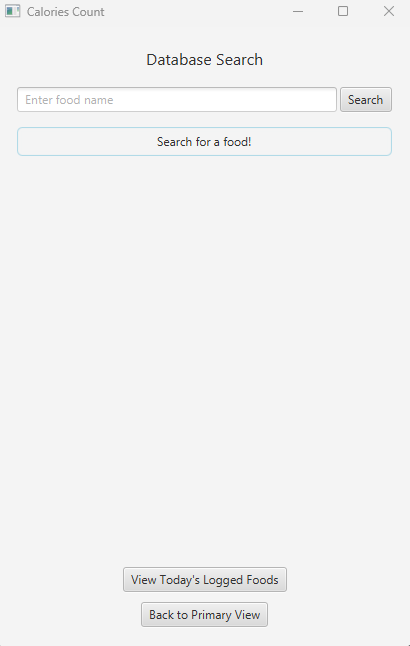 Calories Count
Database Search
Enter food name
Search
Search for a food!
View Today's Logged Foods
Back to Primary View